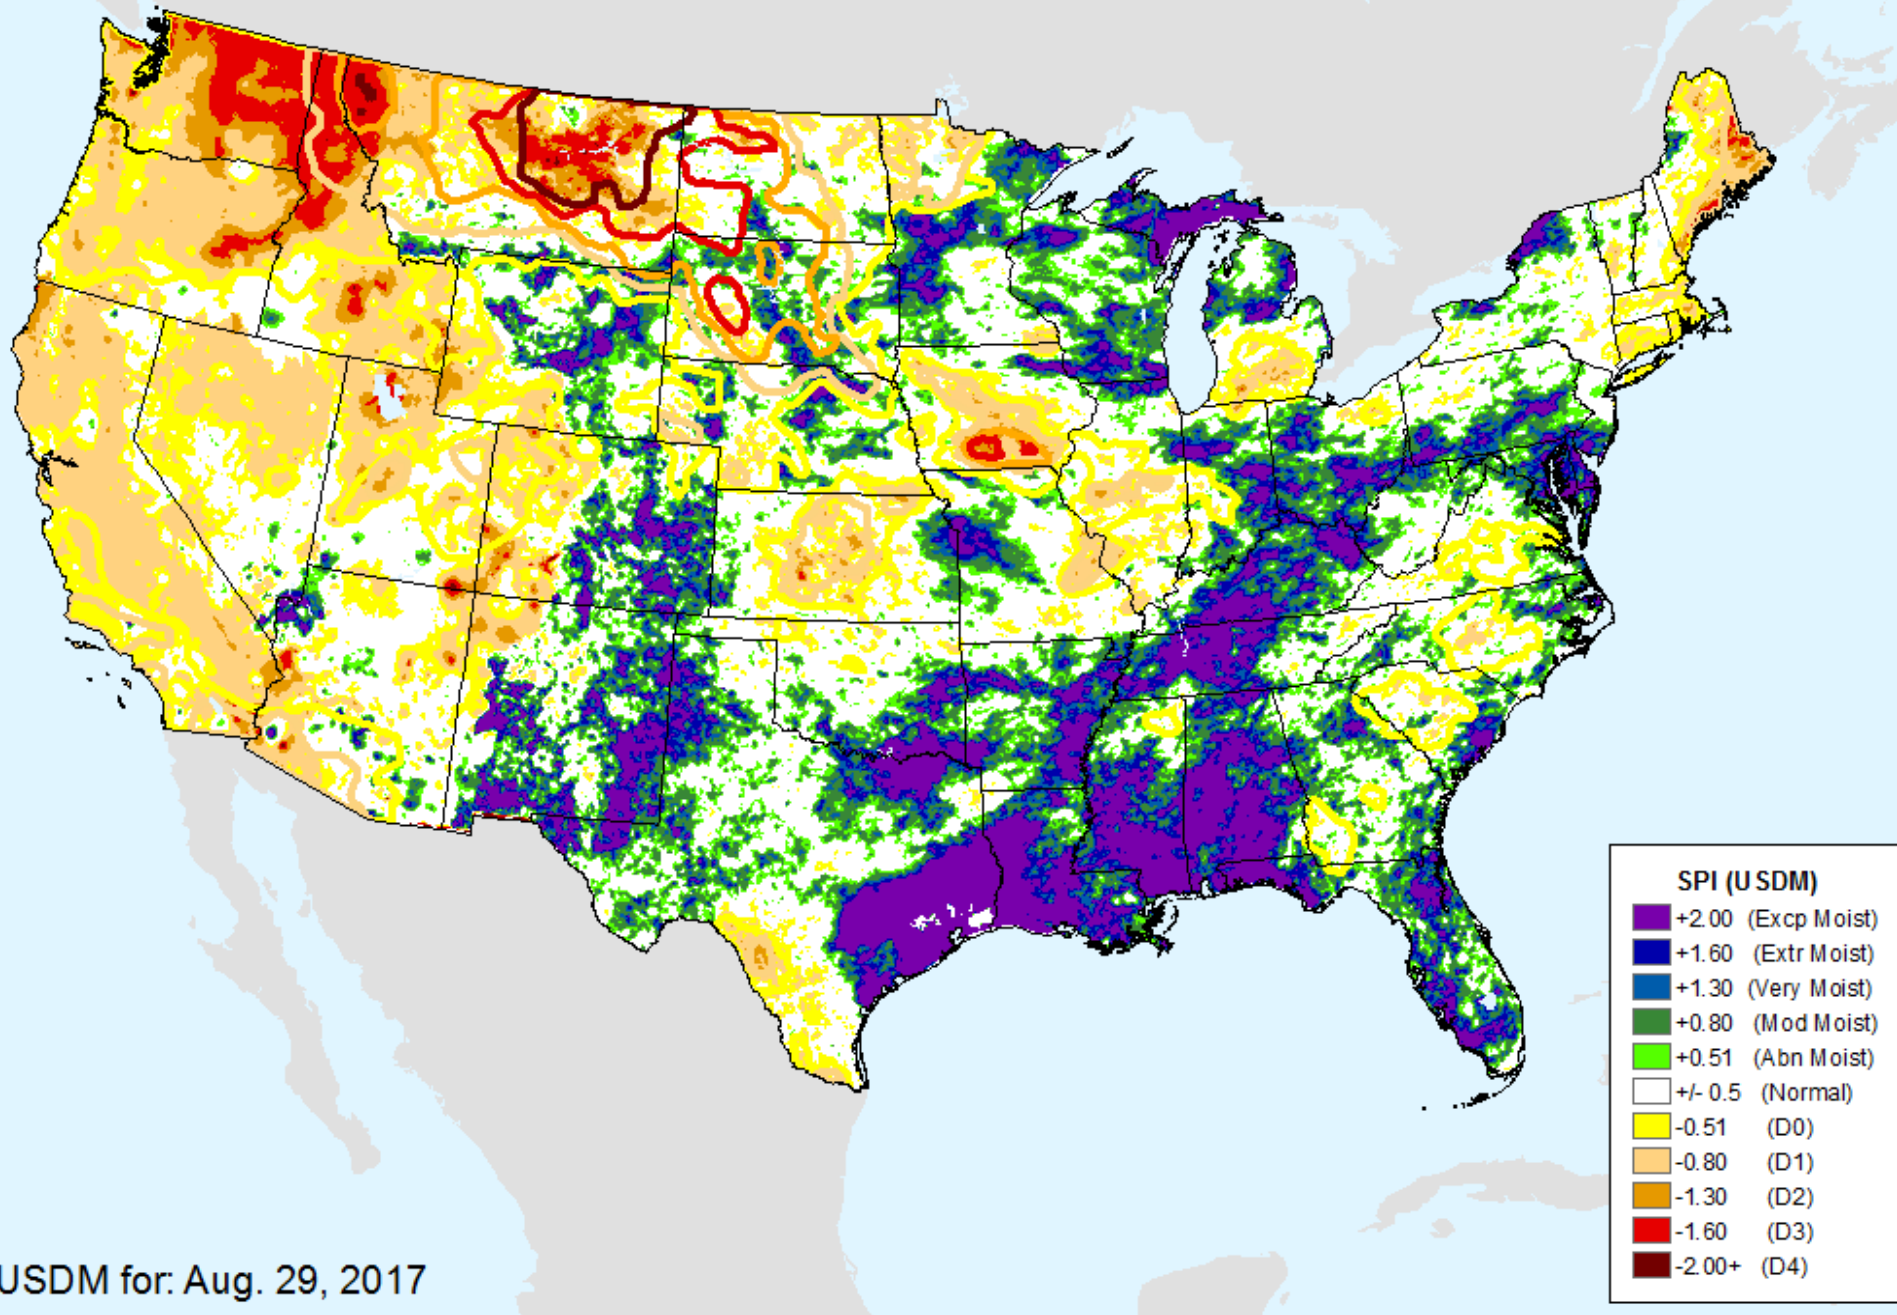 SPI (USDM)
+2.00 (Excp Moist)
+1.60 (Extr Moist)
+1.30 (Very Moist)
+0.80 (Mod Moist)
+0.51 (Abn Moist)
+/- 0.5 (Normal)
-0.51 (D0)
-0.80 (D1)
-1.30 (D2)
-1.60 (D3)
-2.00+ (D4)
USDM for: Aug. 29, 2017